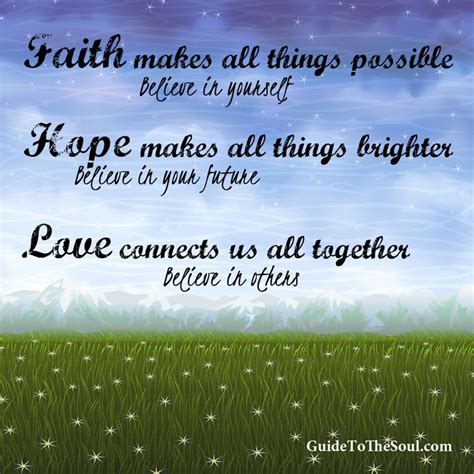 Faith makes all things possible
Believe in yourself
Hope makes all things brighter
Believe in your future
Love connects us all together
Believe in others
GuideToTheSoul.com